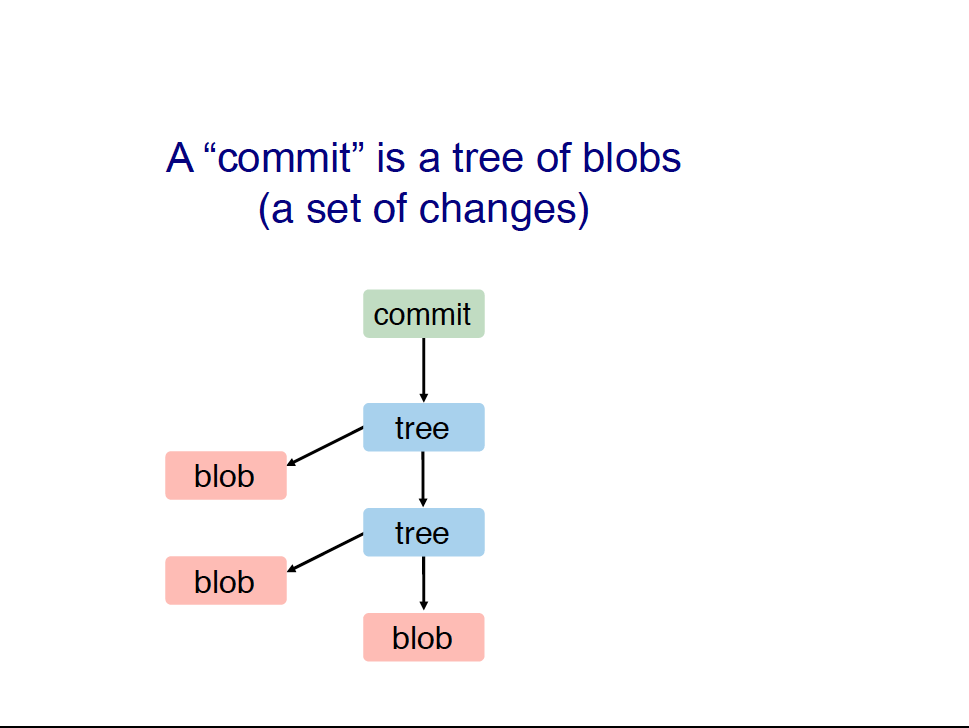 A “commit” is a tree of blobs
(a set of changes)
commit
tree
blob
tree
blob
blob